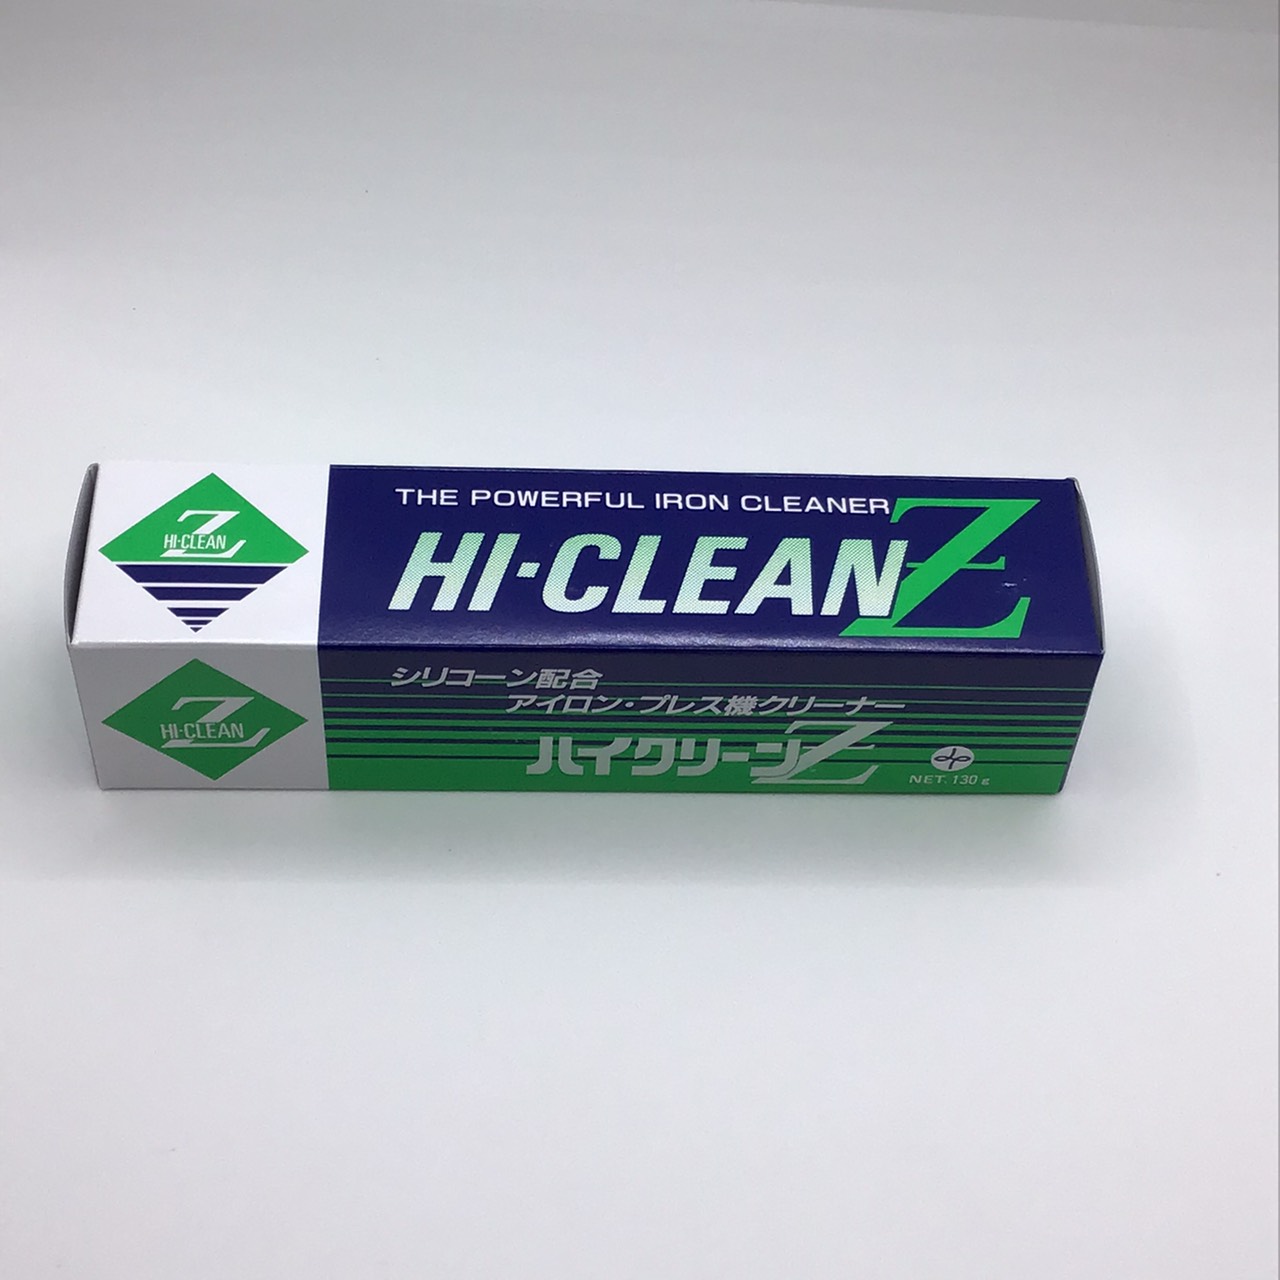 Z
HI-CLEAN
THE POWERFUL IRON CLEANER
HI·CLEAN Z
Z
HI-CLEAN
シリコーン配合
アイロン・プレス機クリーナー
ハイクリーンZ
NET. 130g